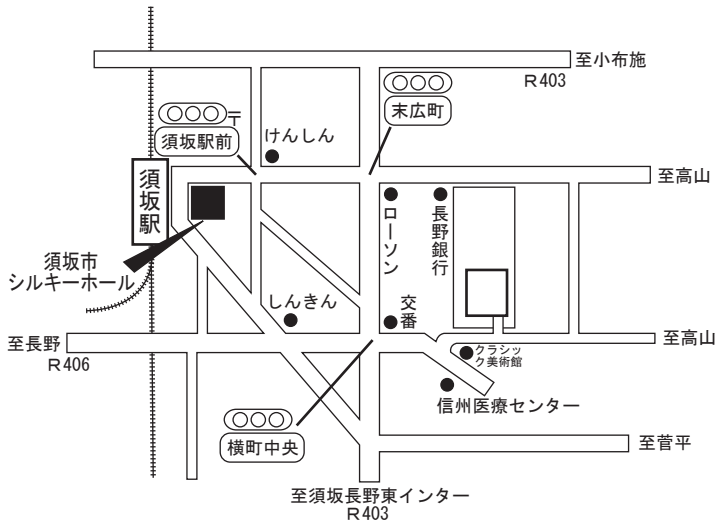 至小布施
R403
末広町
〒
須坂駅前
けんしん
至高山
須坂駅
ローソン
長野銀行
須坂市
シルキーホール
しんきん
交番
至長野
R406
至高山
クラシッ
ク美術館
信州医療センター
横町中央
至菅平
至須坂長野東インター
R403